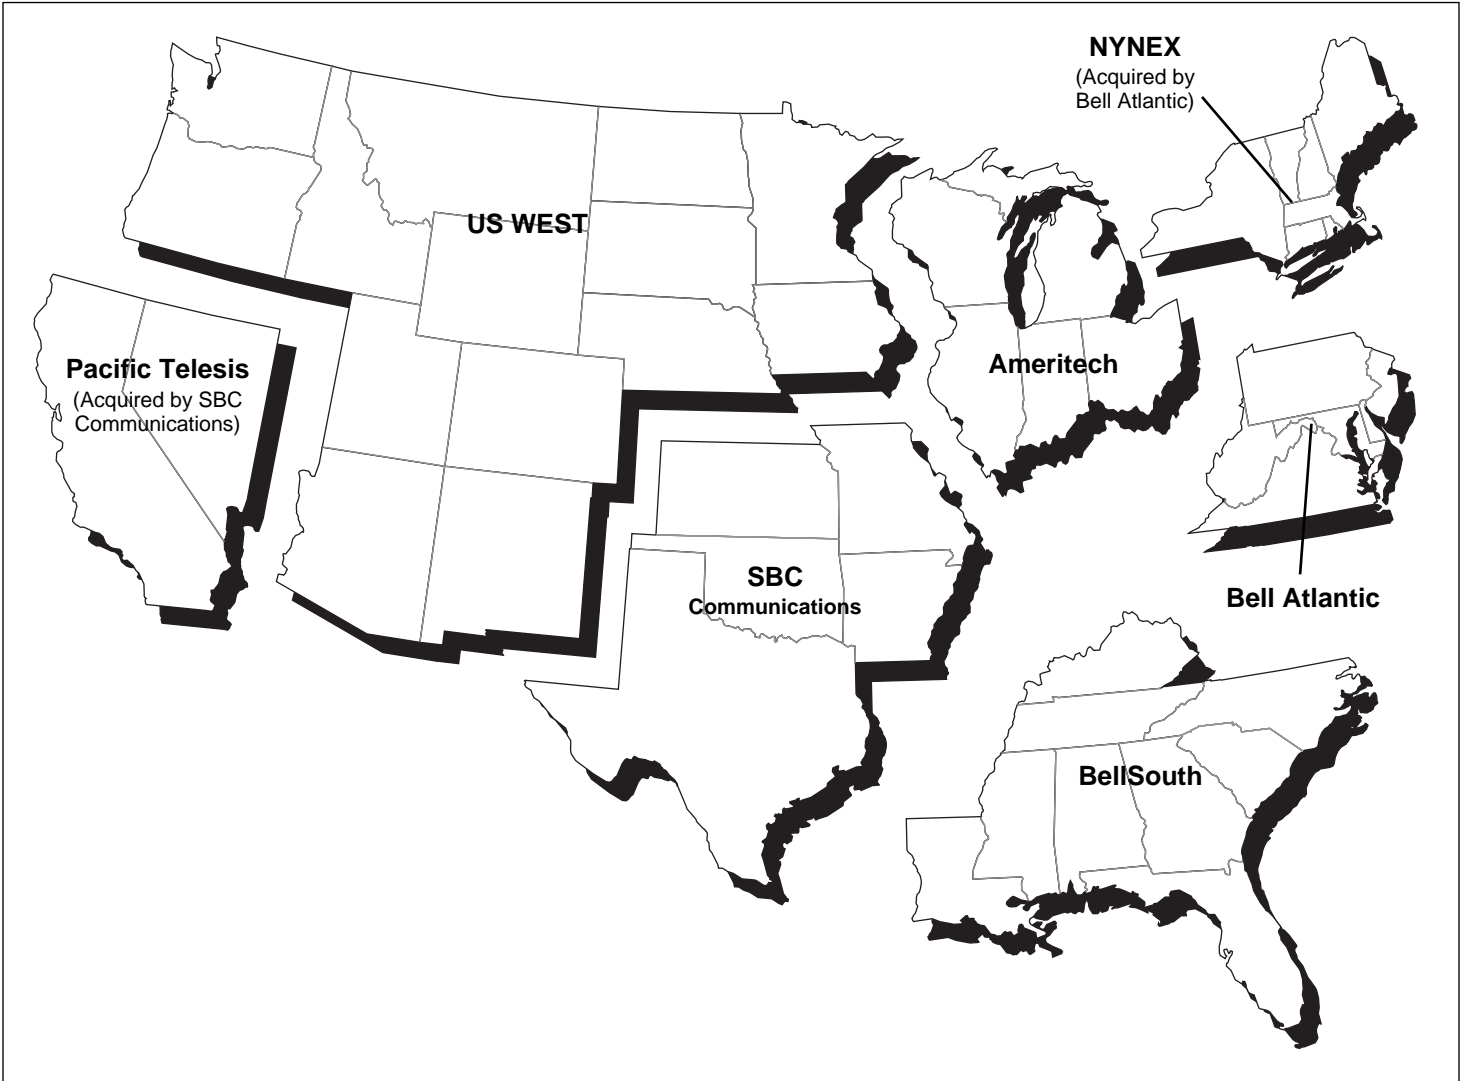 NYNEX
(Acquired by
Bell Atlantic)
US WEST
Pacific Telesis
(Acquired by SBC
Communications)
Ameritech
SBC
Communications
Bell Atlantic
BellSouth